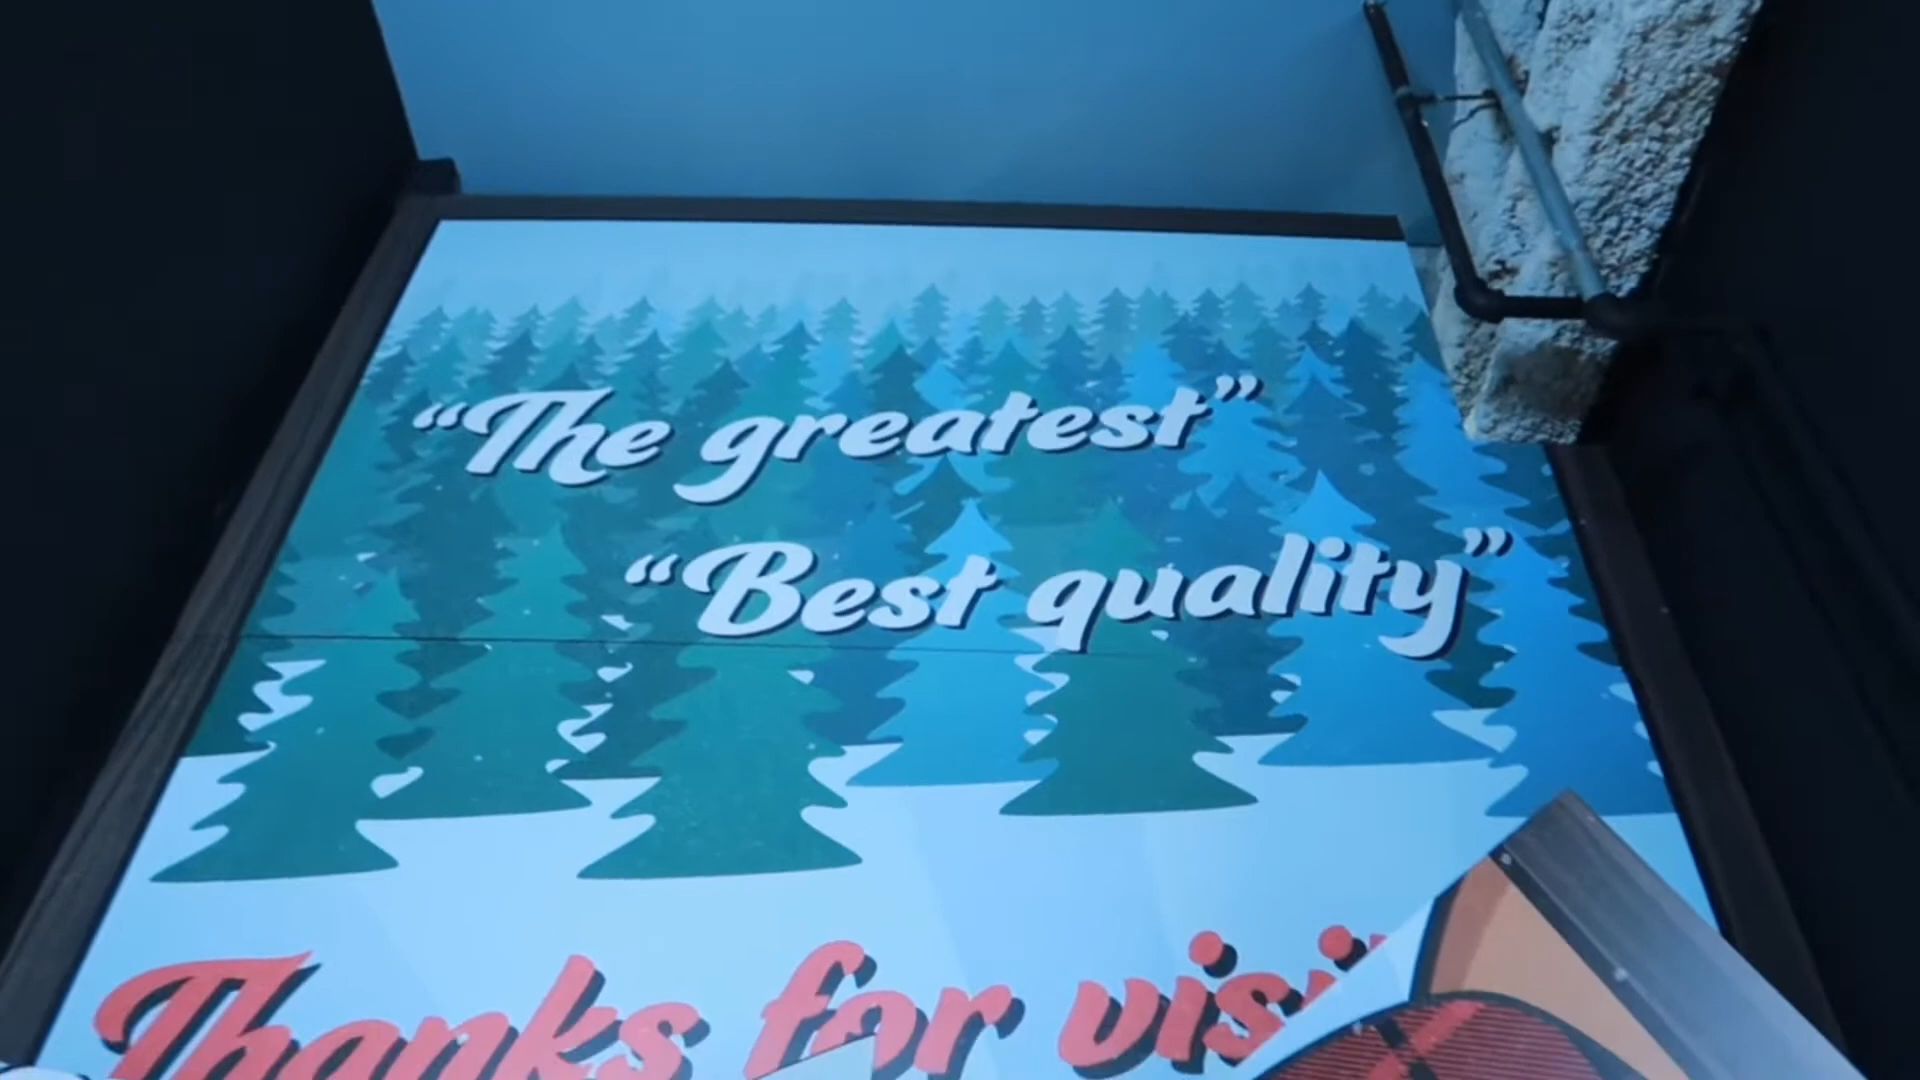 “The greatest”
“Best quality”
Thanks for